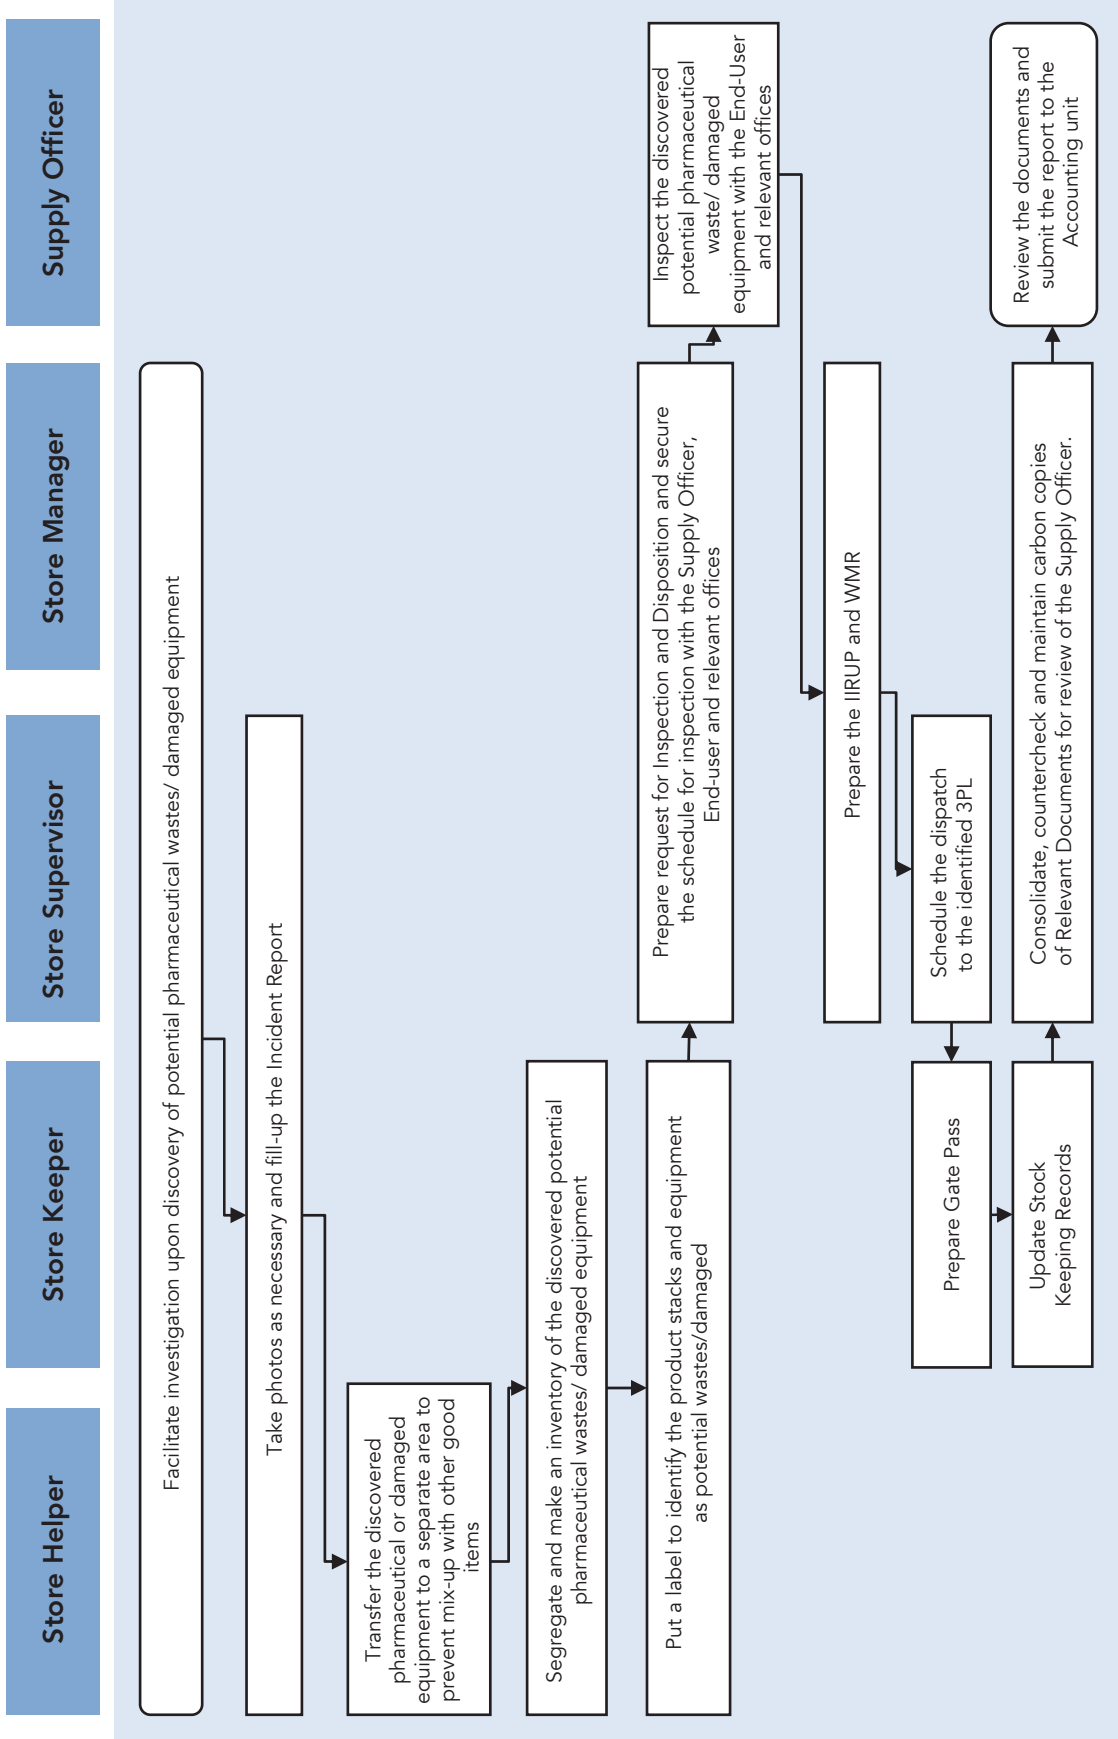 Store Helper
Store Keeper
Store Supervisor
Store Manager
Supply Officer
Facilitate investigation upon discovery of potential pharmaceutical wastes/ damaged equipment
Take photos as necessary and fill-up the Incident Report
Transfer the discovered
pharmaceutical or damaged
equipment to a separate area to
prevent mix-up with other good
items
Segregate and make an inventory of the discovered potential
pharmaceutical wastes/ damaged equipment
Put a label to identify the product stacks and equipment
as potential wastes/damaged
Prepare request for Inspection and Disposition and secure
the schedule for inspection with the Supply Officer,
End-user and relevant offices
Inspect the discovered
potential pharmaceutical
waste/ damaged
equipment with the End-User
and relevant offices
Prepare the IIRUP and WMR
Schedule the dispatch
to the identified 3PL
Prepare Gate Pass
Update Stock
Keeping Records
Consolidate, countercheck and maintain carbon copies
of Relevant Documents for review of the Supply Officer.
Review the documents and
submit the report to the
Accounting unit